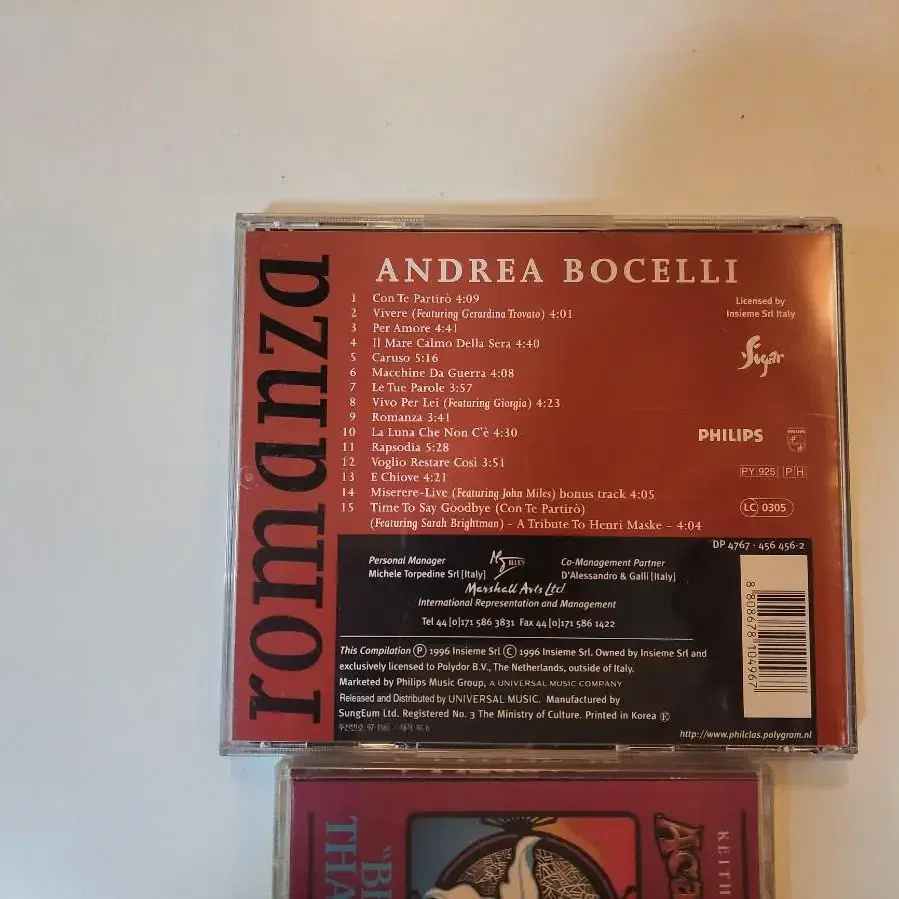 romanza
ANDREA BOCELLI
1 Con Te Partirò 4:09
2 Vivere (Featuring Gerardina Trovato) 4:01
3 Per Amore 4:41
4 Il Mare Calmo Della Sera 4:40
5 Caruso 5:16
6 Macchine Da Guerra 4:08
7 Le Tue Parole 3:57
8 Vivo Per Lei (Featuring Giorgia) 4:23
9 Romanza 3:41
10 La Luna Che Non C'è 4:30
11 Rapsodia 5:28
12 Voglio Restare Così 3:51
13 E Chiove 4:21
14 Miserere-Live (Featuring John Miles) bonus track 4:05
15 Time To Say Goodbye (Con Te Partirò)
(Featuring Sarah Brightman) - A Tribute To Henri Maske - 4:04
Licensed by
Insieme Srl Italy
Sugar
PHILIPS
PHILIPS
PY 925 P H
LC 0305
DP 4767 · 456 456-2
8 808678 104967
Personal Manager
Michele Torpedine Srl [Italy]
BLUES
Co-Management Partner
D'Alessandro & Galli [Italy]
Marshall Arts Ltd
International Representation and Management
Tel 44 [0]171 586 3831 Fax 44 [0]171 586 1422
This Compilation Ⓟ 1996 Insieme Srl Ⓒ 1996 Insieme Srl. Owned by Insieme Srl and
exclusively licensed to Polydor B.V., The Netherlands, outside of Italy.
Marketed by Philips Music Group, A UNIVERSAL MUSIC COMPANY
Released and Distributed by UNIVERSAL MUSIC. Manufactured by
SungEum Ltd. Registered No. 3 The Ministry of Culture. Printed in Korea Ⓔ
http://www.philclas.polygram.nl
KEITH
"BE
THA